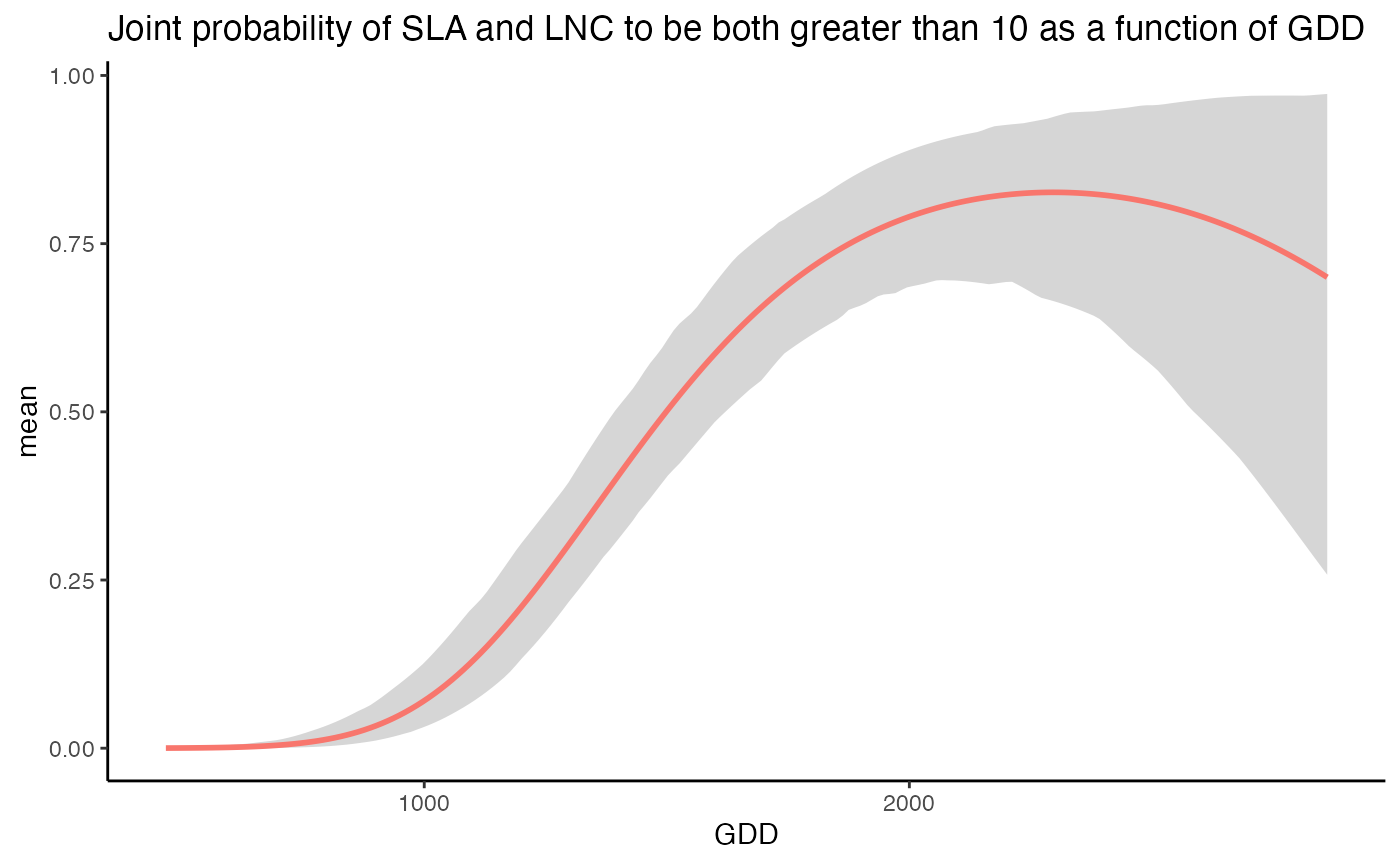 Joint probability of SLA and LNC to be both greater than 10 as a function of GDD
1.00
0.75
0.50
0.25
0.00
mean
1000 2000
GDD